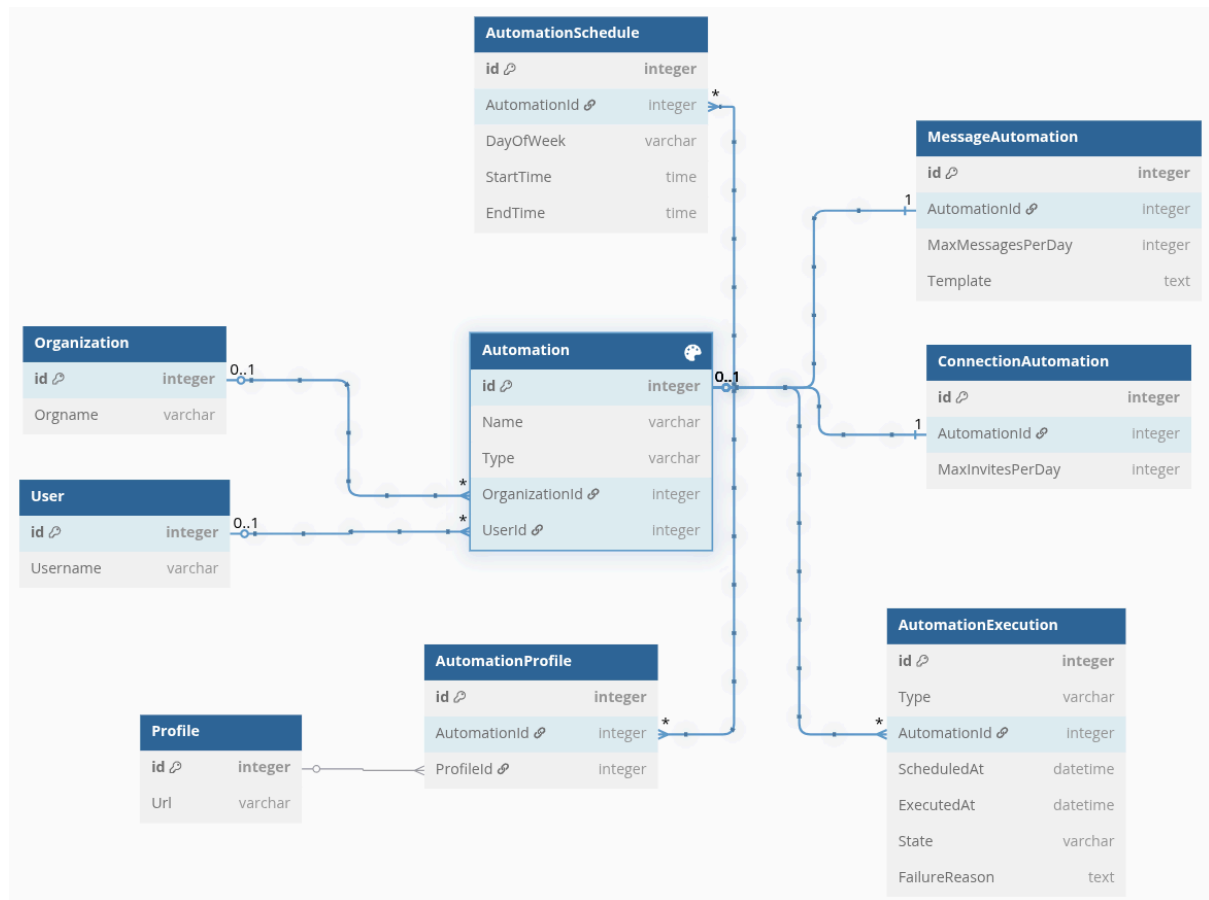 AutomationSchedule
id integer
AutomationId integer
DayOfWeek varchar
StartTime time
EndTime time
*
MessageAutomation
id integer
1
AutomationId integer
MaxMessagesPerDay integer
Template text
Organization
id integer
0..1
Orgname varchar
Automation
id integer
0..1
Name varchar
Type varchar
*
OrganizationId integer
*
UserId integer
ConnectionAutomation
id integer
1
AutomationId integer
MaxInvitesPerDay integer
User
id integer
0..1
Username varchar
AutomationProfile
id integer
*
AutomationId integer
ProfileId integer
Profile
id integer
Url varchar
AutomationExecution
id integer
Type varchar
*
AutomationId integer
ScheduledAt datetime
ExecutedAt datetime
State varchar
FailureReason text